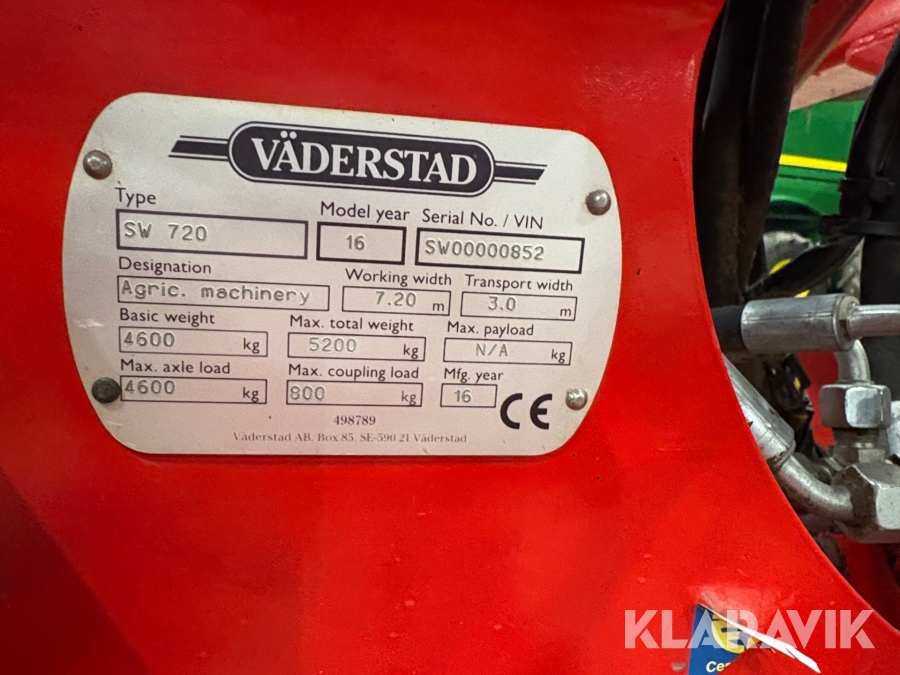 VÄDERSTAD
Type Model year Serial No. / VIN
SW 720 16 SW00000852
Designation Working width Transport width
Agric. machinery 7.20 m 3.0 m
Basic weight Max. total weight Max. payload
4600 kg 5200 kg N/A kg
Max. axle load Max. coupling load Mfg. year
4600 kg 800 kg 16 CE
498789
Väderstad AB, Box 85, SE-590 21 Väderstad
KLARAVIK